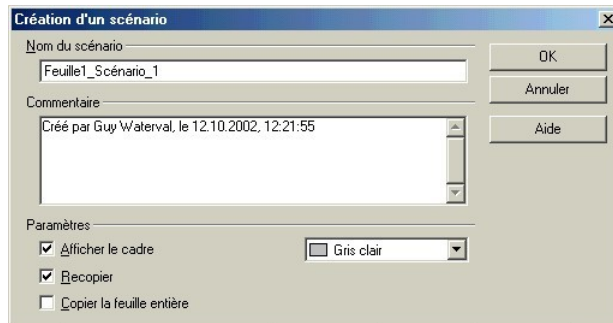 Création d'un scénario
Nom du scénario
Feuille1_Scénario_1
OK
Annuler
Commentaire
Créé par Guy Waterval, le 12.10.2002, 12:21:55
Aide
Paramètres
Afficher le cadre
Gris clair
Recopier
Copier la feuille entière